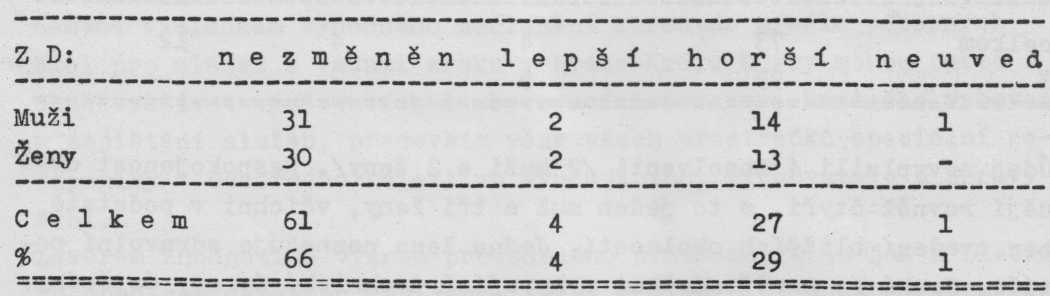 Z D: n e z m ě n ě n l e p š í h o r š í n e u v e d
Muži 31 2 14 1
Ženy 30 2 13 -
C e l k e m 61 4 27 1
% 66 4 29 1